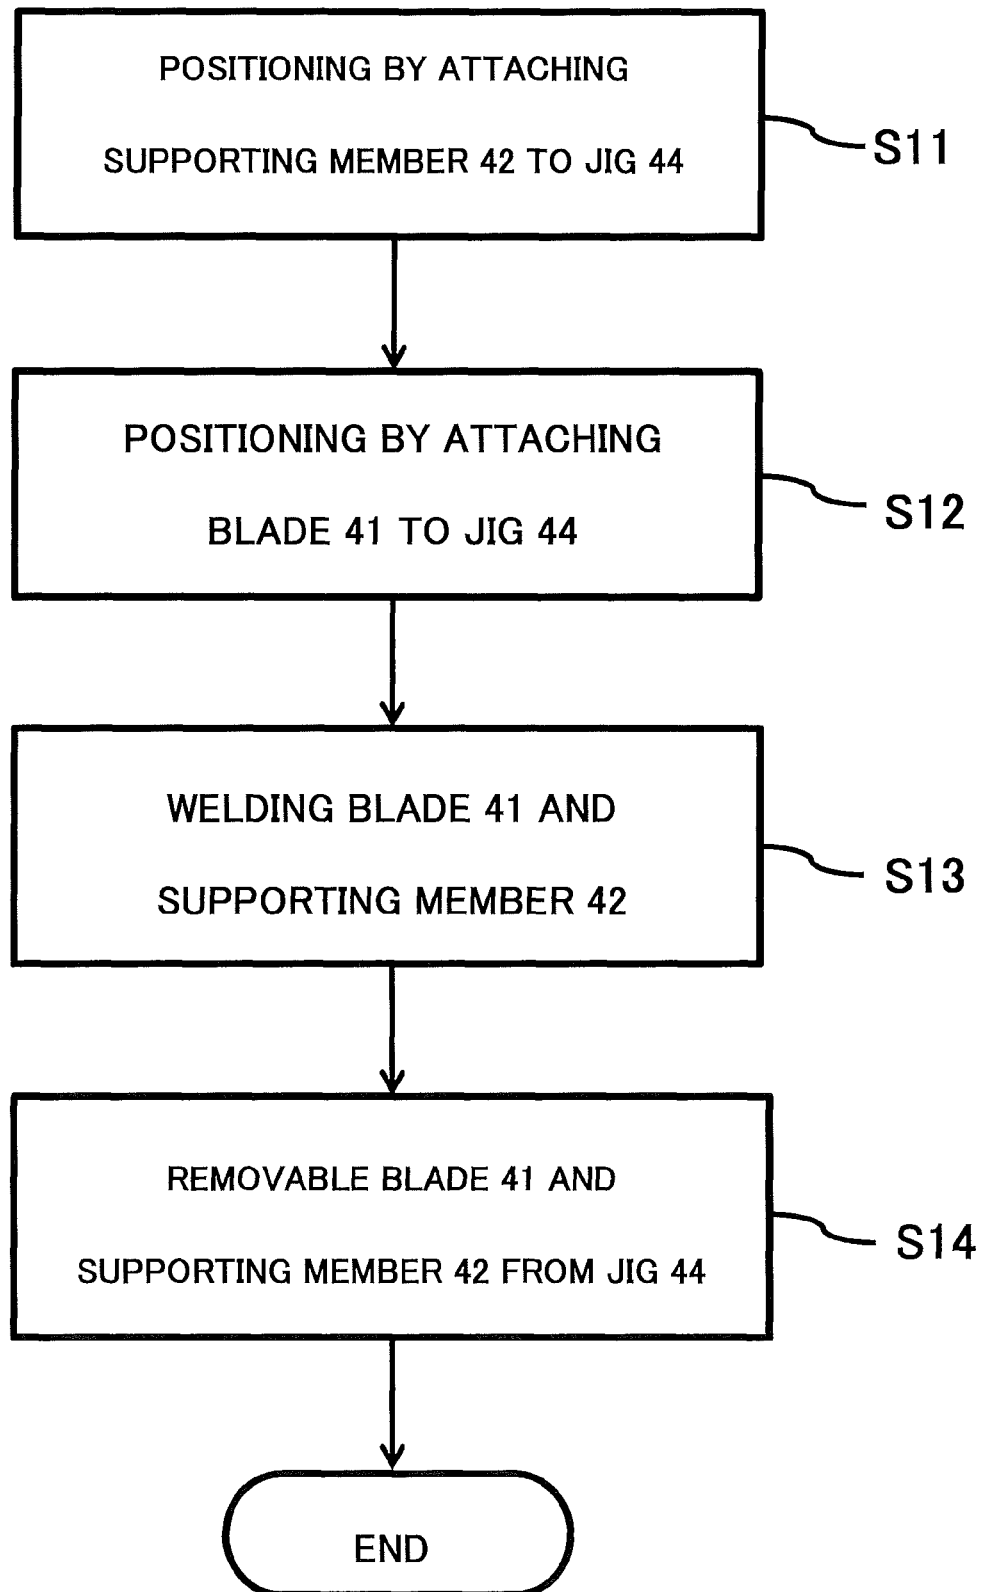 POSITIONING BY ATTACHING
SUPPORTING MEMBER 42 TO JIG 44
S11
POSITIONING BY ATTACHING
BLADE 41 TO JIG 44
S12
WELDING BLADE 41 AND
SUPPORTING MEMBER 42
S13
REMOVABLE BLADE 41 AND
SUPPORTING MEMBER 42 FROM JIG 44
S14
END